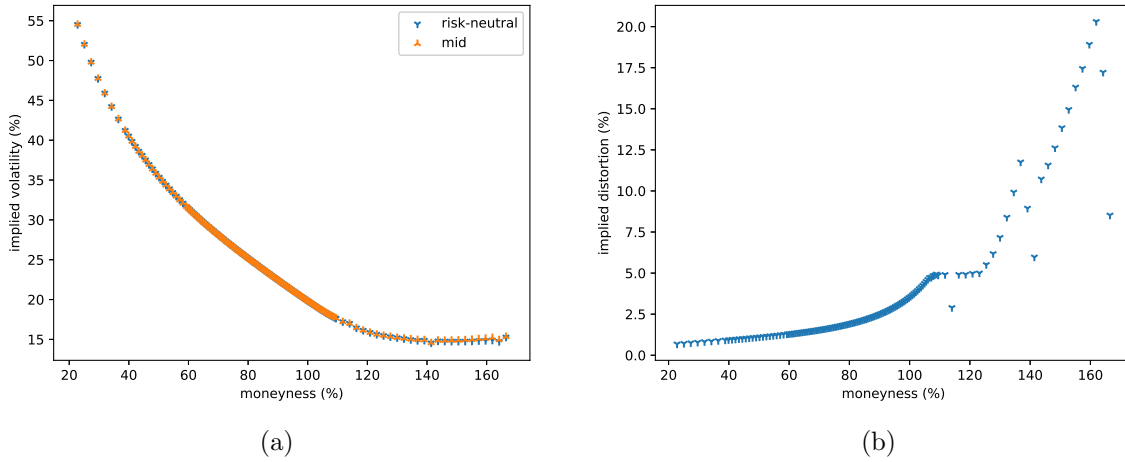 55
50
45
40
35
30
25
20
15
implied volatility (%)
risk-neutral
mid
20 40 60 80 100 120 140 160
moneyness (%)
(a)
20.0
17.5
15.0
12.5
10.0
7.5
5.0
2.5
0.0
implied distortion (%)
20 40 60 80 100 120 140 160
moneyness (%)
(b)